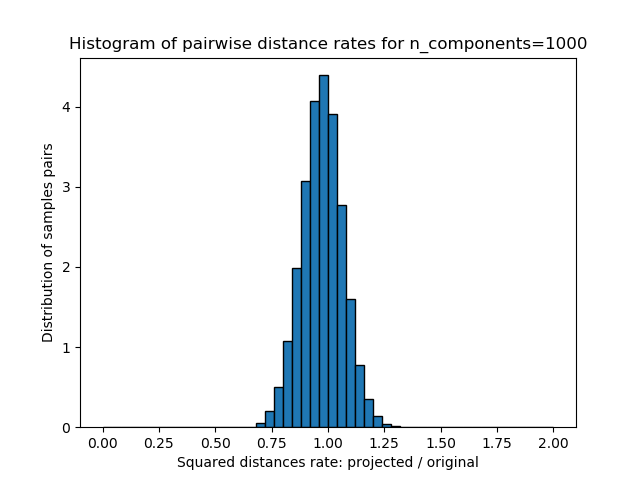 Histogram of pairwise distance rates for n_components=1000
Distribution of samples pairs
4
3
2
1
0
0.00 0.25 0.50 0.75 1.00 1.25 1.50 1.75 2.00
Squared distances rate: projected / original